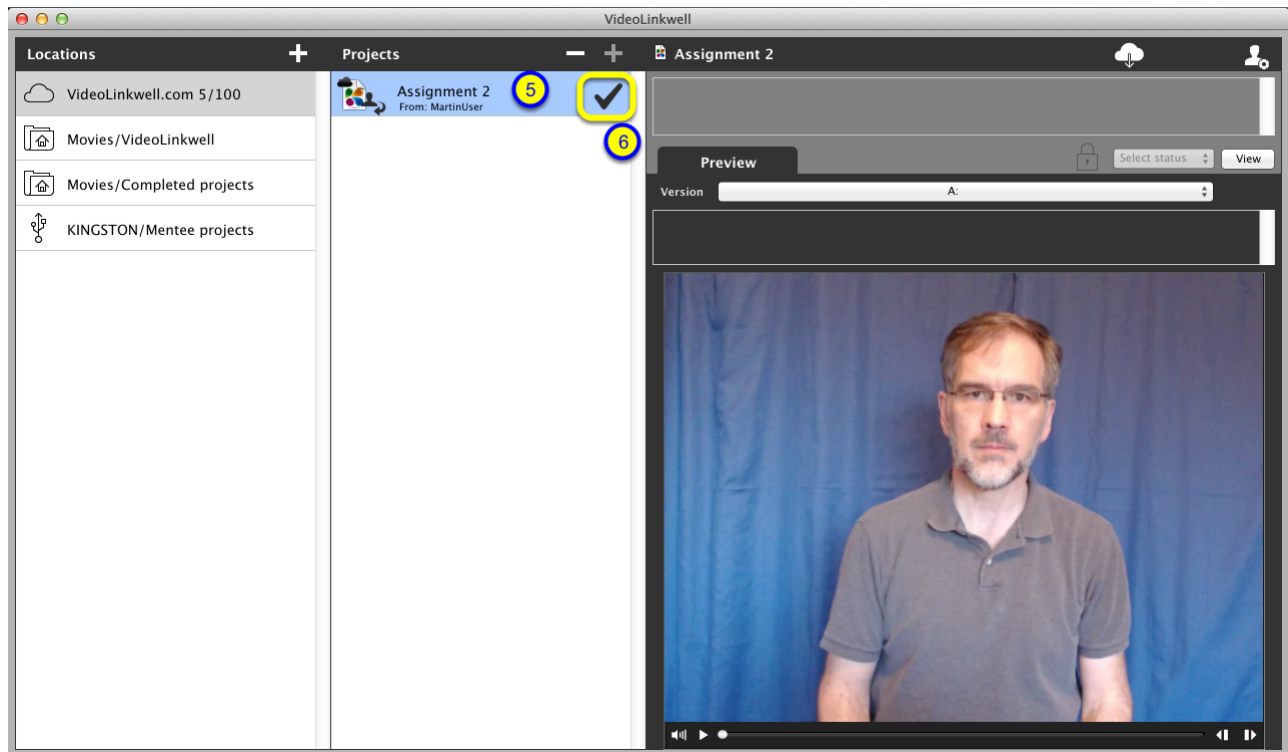 VideoLinkwell
Locations
Projects
Assignment 2
VideoLinkwell.com 5/100
Movies/VideoLinkwell
Movies/Completed projects
KINGSTON/Mentee projects
Assignment 2
From: MartinUser
5
6
Preview
Select status
View
Version
A: